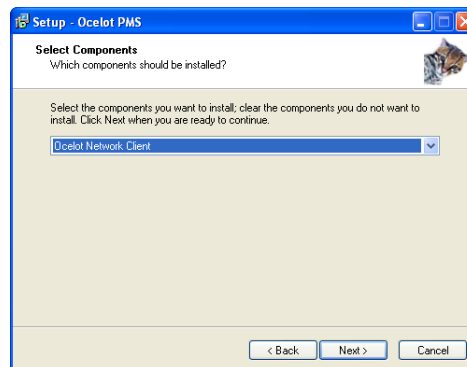 Setup - Ocelot PMS
Select Components
Which components should be installed?
Select the components you want to install; clear the components you do not want to
install. Click Next when you are ready to continue.
Ocelot Network Client
< Back Next > Cancel